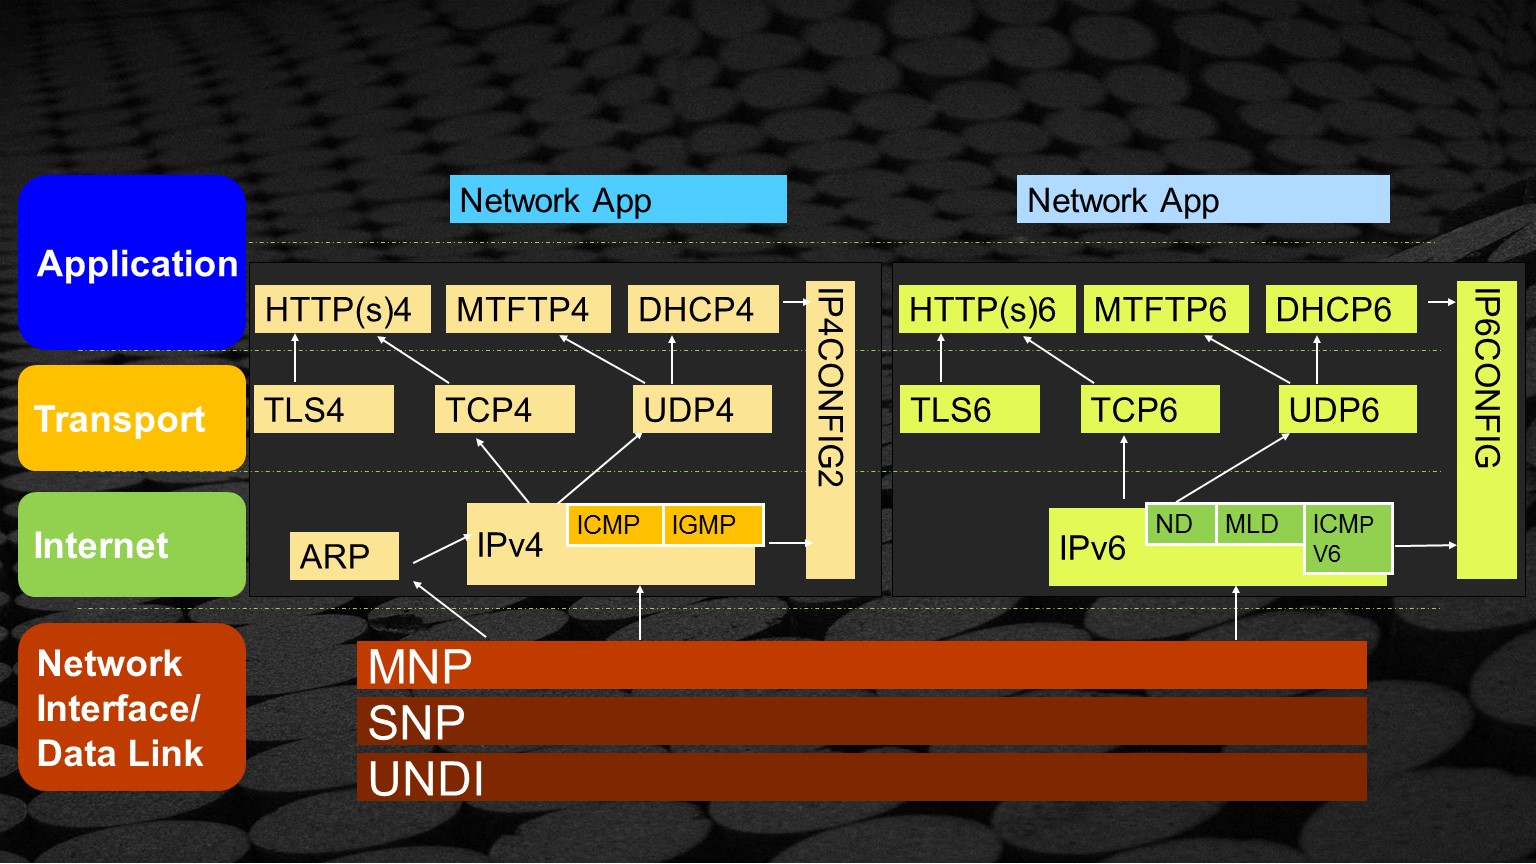 Application
Network App
Network App
HTTP(s)4
MTFTP4
DHCP4
IP4CONFIG2
HTTP(s)6
MTFTP6
DHCP6
IP6CONFIG
Transport
TLS4
TCP4
UDP4
TLS6
TCP6
UDP6
Internet
ARP
IPv4
ICMP
IGMP
IPv6
ND
MLD
ICMP
V6
Network
Interface/
Data Link
MNP
SNP
UNDI